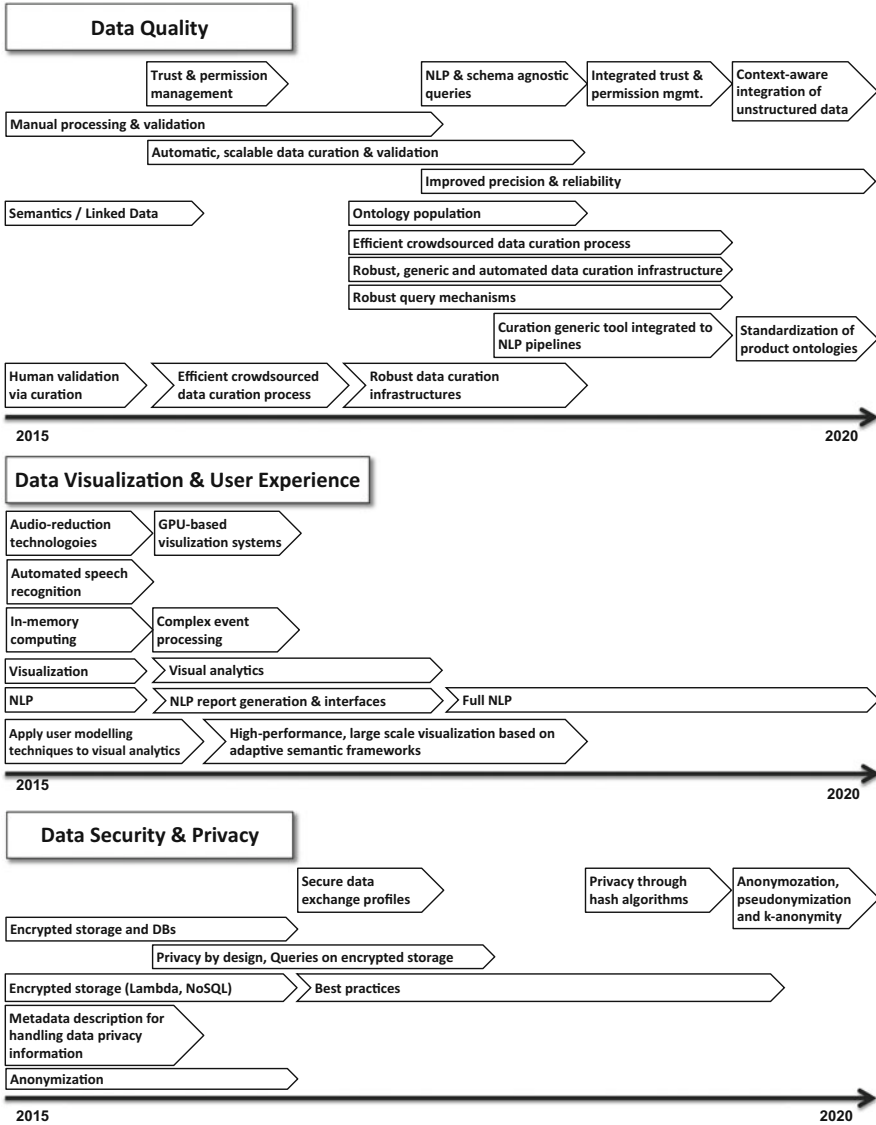 Data Quality
Trust & permission
management
NLP & schema agnostic
queries
Integrated trust &
permission mgmt.
Context-aware
integration of
unstructured data
Manual processing & validation
Automatic, scalable data curation & validation
Improved precision & reliability
Semantics / Linked Data
Ontology population
Efficient crowdsourced data curation process
Robust, generic and automated data curation infrastructure
Robust query mechanisms
Curation generic tool integrated to
NLP pipelines
Standardization of
product ontologies
Human validation
via curation
Efficient crowdsourced
data curation process
Robust data curation
infrastructures
2015
2020
Data Visualization & User Experience
Audio-reduction
technologoies
GPU-based
visulization systems
Automated speech
recognition
In-memory
computing
Complex event
processing
Visualization
Visual analytics
NLP
NLP report generation & interfaces
Full NLP
Apply user modelling
techniques to visual analytics
High-performance, large scale visualization based on
adaptive semantic frameworks
2015
2020
Data Security & Privacy
Secure data
exchange profiles
Privacy through
hash algorithms
Anonymozation,
pseudonymization
and k-anonymity
Encrypted storage and DBs
Privacy by design, Queries on encrypted storage
Encrypted storage (Lambda, NoSQL)
Best practices
Metadata description for
handling data privacy
information
Anonymization
2015
2020